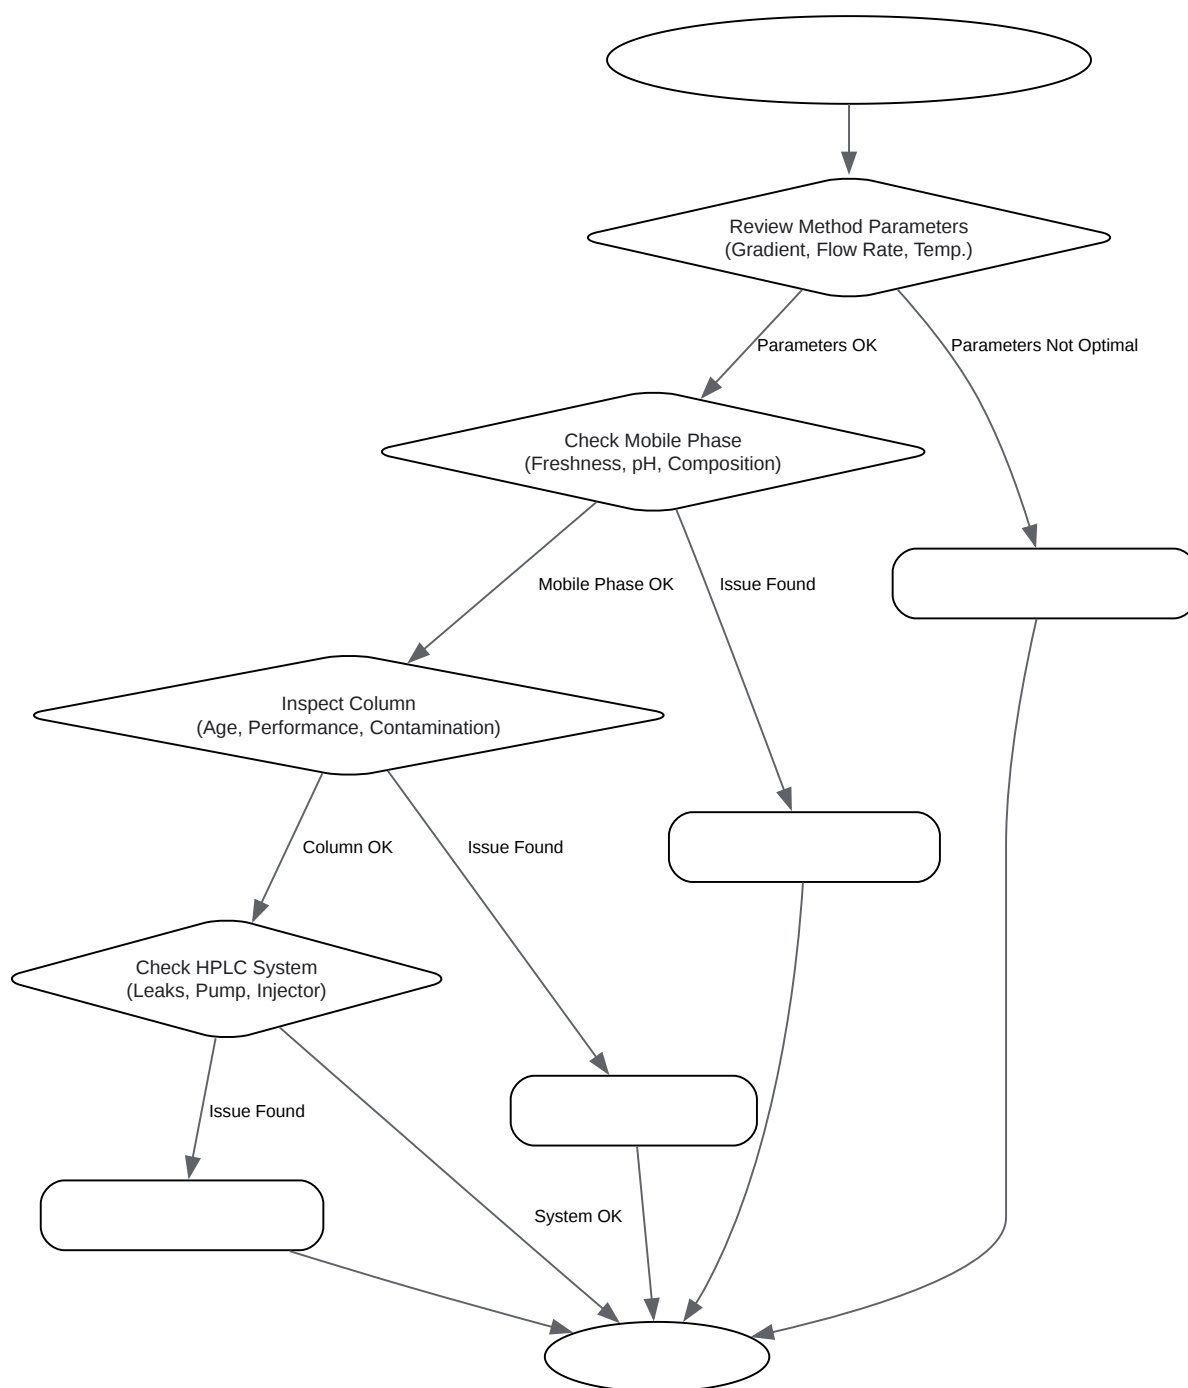 Review Method Parameters
(Gradient, Flow Rate, Temp.)
Parameters OK
Parameters Not Optimal
Check Mobile Phase
(Freshness, pH, Composition)
Mobile Phase OK
Issue Found
Inspect Column
(Age, Performance, Contamination)
Column OK
Issue Found
Check HPLC System
(Leaks, Pump, Injector)
Issue Found
System OK